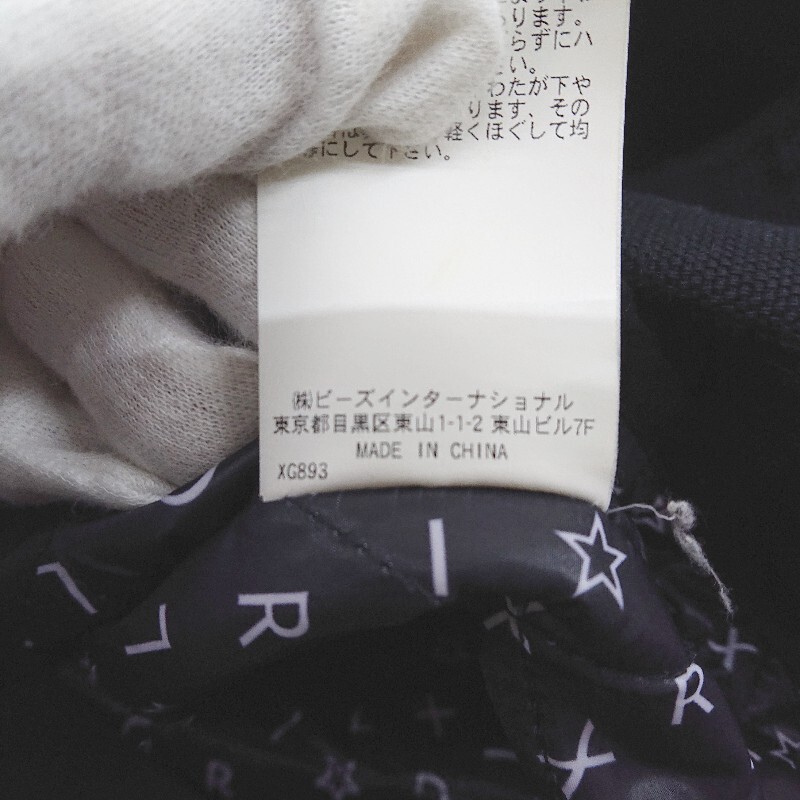 ります。
らずにハ
さい。
わたが下や
ります、その
軽くほぐして均
等にして下さい。
㈱ビーズインターナショナル
東京都目黒区東山1-1-2 東山ビル7F
MADE IN CHINA
XG893
I ☆
R
R
X
X
R